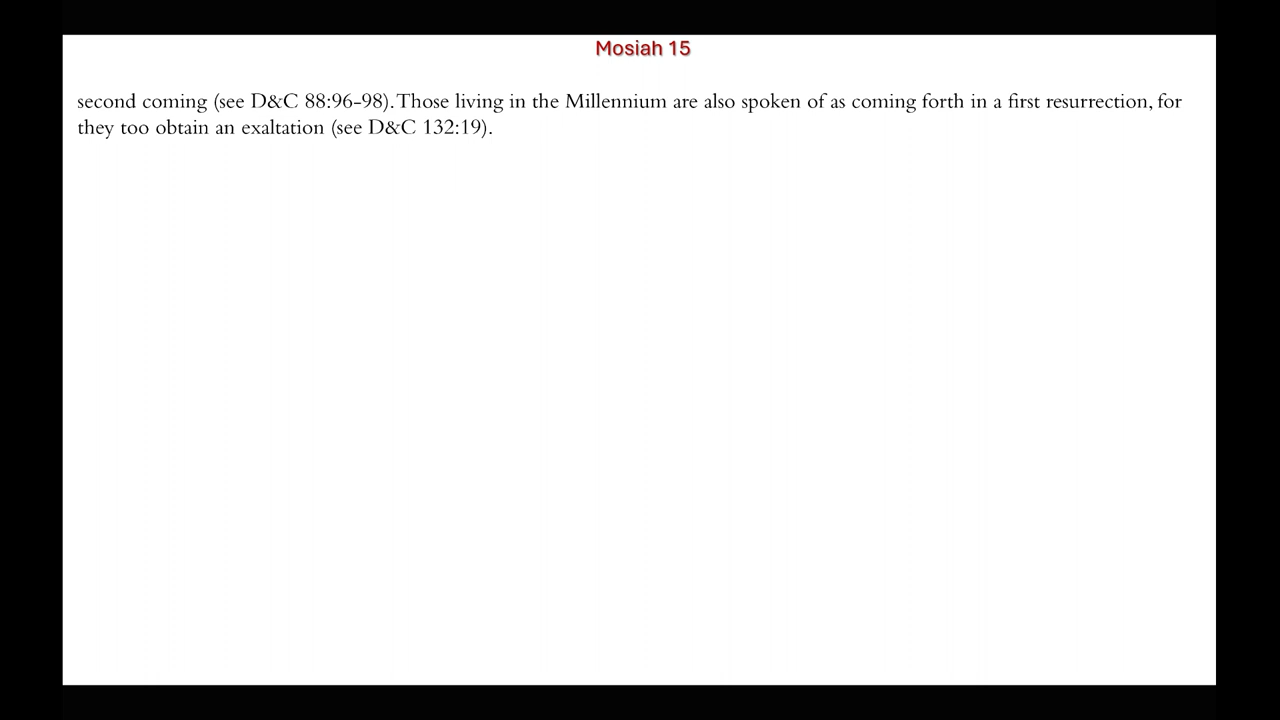 Mosiah 15
second coming (see D&C 88:96-98). Those living in the Millennium are also spoken of as coming forth in a first resurrection, for
they too obtain an exaltation (see D&C 132:19).